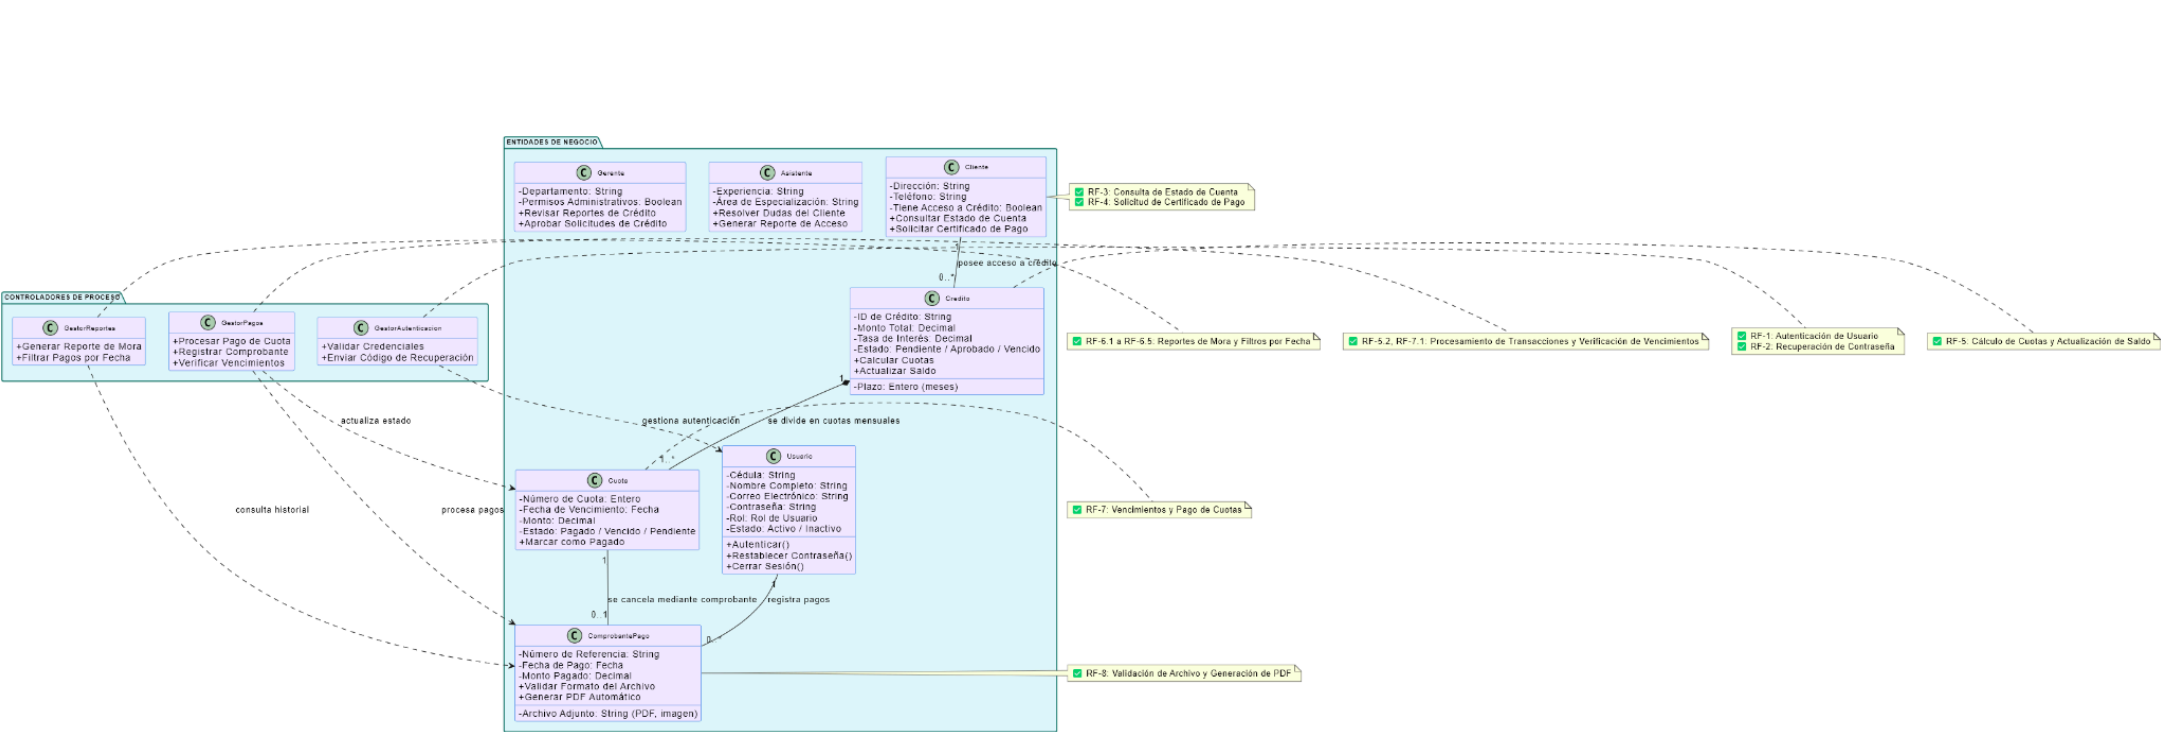 ENTIDADES DE NEGOCIO
C Gerente
-Departamento: String
-Permisos Administrativos: Boolean
+Revisar Reportes de Crédito
+Aprobar Solicitudes de Crédito
C Asistente
-Experiencia: String
-Área de Especialización: String
+Resolver Dudas del Cliente
+Generar Reporte de Acceso
C Cliente
-Dirección: String
-Teléfono: String
-Tiene Acceso a Crédito: Boolean
+Consultar Estado de Cuenta
+Solicitar Certificado de Pago
RF-3: Consulta de Estado de Cuenta
RF-4: Solicitud de Certificado de Pago
1
posee acceso a crédito
0..*
CONTROLADORES DE PROCESO
C GestorReportes
+Generar Reporte de Mora
+Filtrar Pagos por Fecha
C GestorPagos
+Procesar Pago de Cuota
+Registrar Comprobante
+Verificar Vencimientos
C GestorAutenticacion
+Validar Credenciales
+Enviar Código de Recuperación
C Credito
-ID de Crédito: String
-Monto Total: Decimal
-Tasa de Interés: Decimal
-Estado: Pendiente / Aprobado / Vencido
+Calcular Cuotas
+Actualizar Saldo
-Plazo: Entero (meses)
RF-6.1 a RF-6.5: Reportes de Mora y Filtros por Fecha
RF-5.2, RF-7.1: Procesamiento de Transacciones y Verificación de Vencimientos
RF-1: Autenticación de Usuario
RF-2: Recuperación de Contraseña
RF-5: Cálculo de Cuotas y Actualización de Saldo
1
actualiza estado
gestiona autenticación
se divide en cuotas mensuales
1..*
C Cuota
-Número de Cuota: Entero
-Fecha de Vencimiento: Fecha
-Monto: Decimal
-Estado: Pagado / Vencido / Pendiente
+Marcar como Pagado
C Usuario
-Cédula: String
-Nombre Completo: String
-Correo Electrónico: String
-Contraseña: String
-Rol: Rol de Usuario
-Estado: Activo / Inactivo
+Autenticar()
+Restablecer Contraseña()
+Cerrar Sesión()
consulta historial
procesa pagos
RF-7: Vencimientos y Pago de Cuotas
1
1
se cancela mediante comprobante
registra pagos
0..1
0..*
C ComprobantePago
-Número de Referencia: String
-Fecha de Pago: Fecha
-Monto Pagado: Decimal
+Validar Formato del Archivo
+Generar PDF Automático
-Archivo Adjunto: String (PDF, imagen)
RF-8: Validación de Archivo y Generación de PDF